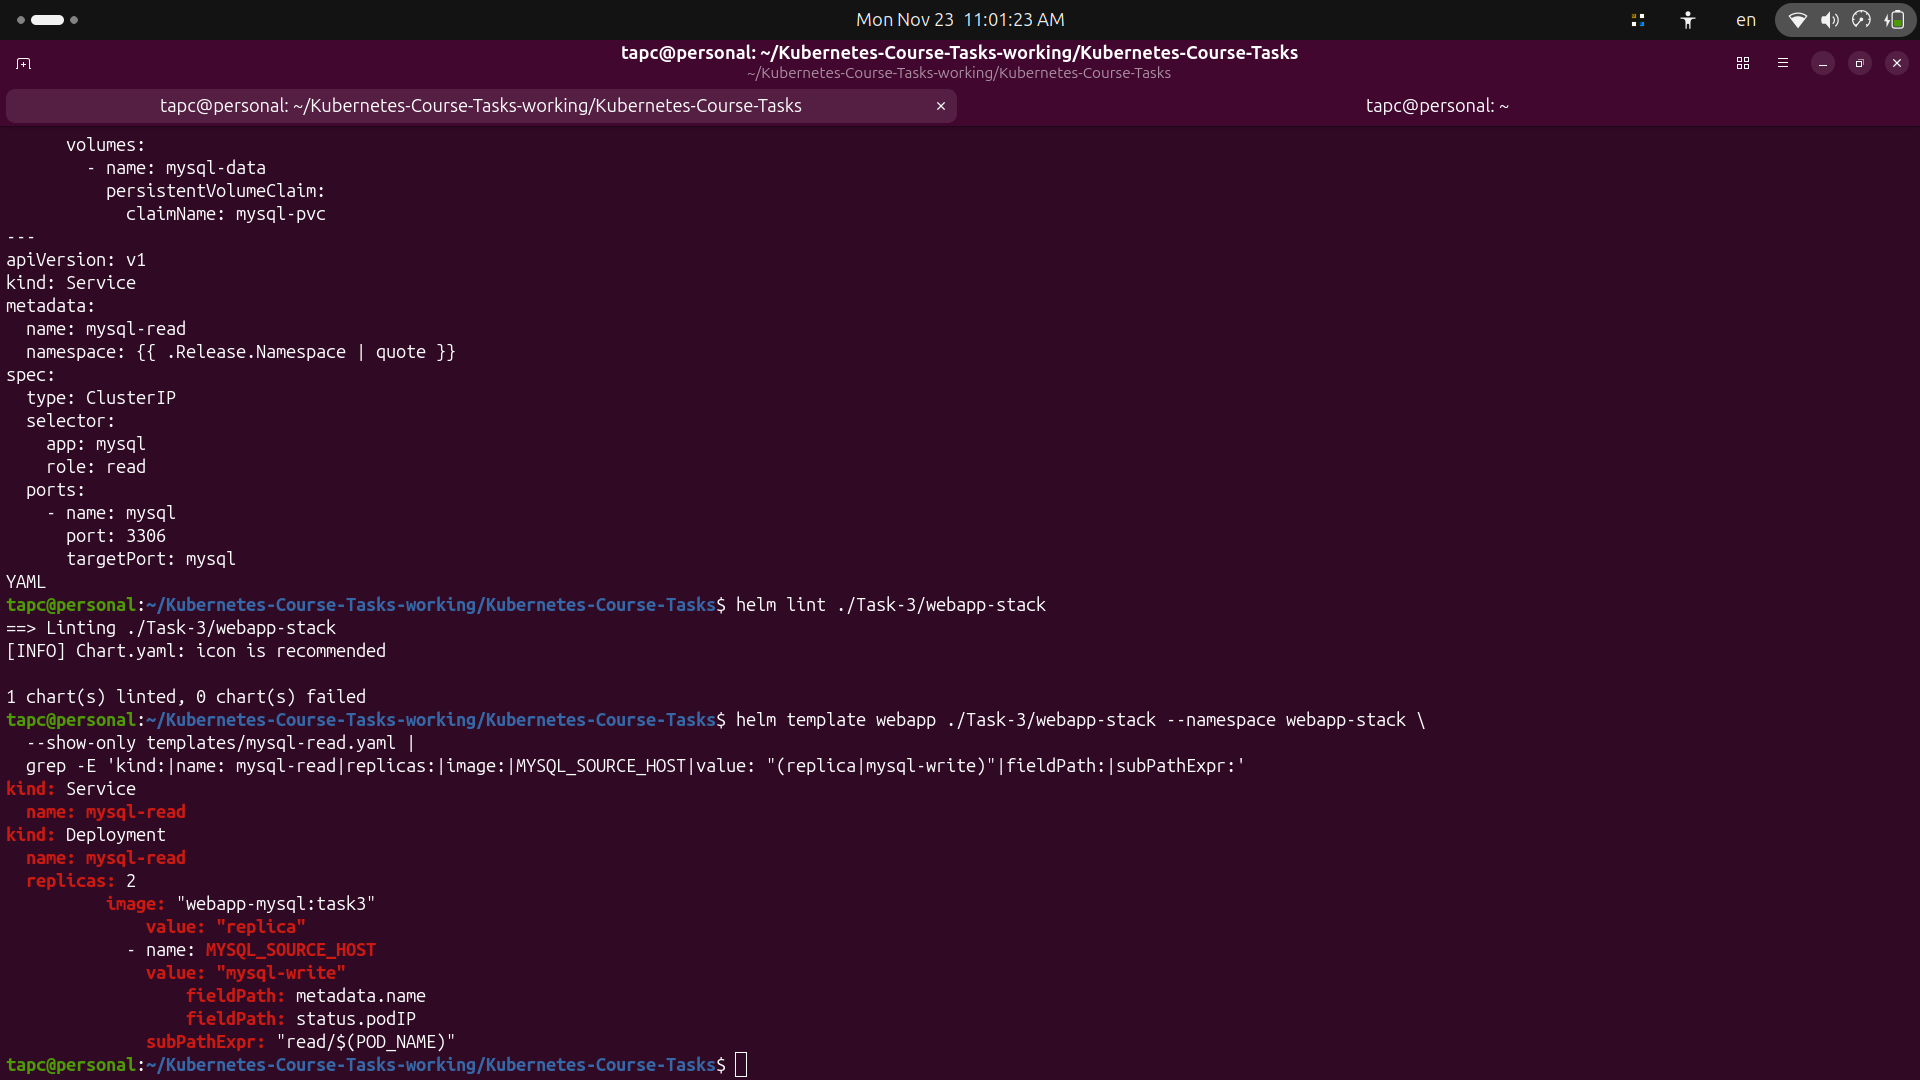 Mon Nov 23 11:01:23 AM
en
tapc@personal: ~/Kubernetes-Course-Tasks-working/Kubernetes-Course-Tasks
~/Kubernetes-Course-Tasks-working/Kubernetes-Course-Tasks
tapc@personal: ~/Kubernetes-Course-Tasks-working/Kubernetes-Course-Tasks
tapc@personal: ~
      volumes:
        - name: mysql-data
          persistentVolumeClaim:
            claimName: mysql-pvc
---
apiVersion: v1
kind: Service
metadata:
  name: mysql-read
  namespace: {{ .Release.Namespace | quote }}
spec:
  type: ClusterIP
  selector:
    app: mysql
    role: read
  ports:
    - name: mysql
      port: 3306
      targetPort: mysql
YAML
tapc@personal:~/Kubernetes-Course-Tasks-working/Kubernetes-Course-Tasks$ helm lint ./Task-3/webapp-stack
==> Linting ./Task-3/webapp-stack
[INFO] Chart.yaml: icon is recommended

1 chart(s) linted, 0 chart(s) failed
tapc@personal:~/Kubernetes-Course-Tasks-working/Kubernetes-Course-Tasks$ helm template webapp ./Task-3/webapp-stack --namespace webapp-stack \
  --show-only templates/mysql-read.yaml |
  grep -E 'kind:|name: mysql-read|replicas:|image:|MYSQL_SOURCE_HOST|value: "(replica|mysql-write)"|fieldPath:|subPathExpr:'
kind: Service
  name: mysql-read
kind: Deployment
  name: mysql-read
  replicas: 2
          image: "webapp-mysql:task3"
              value: "replica"
            - name: MYSQL_SOURCE_HOST
              value: "mysql-write"
                  fieldPath: metadata.name
                  fieldPath: status.podIP
              subPathExpr: "read/$(POD_NAME)"
tapc@personal:~/Kubernetes-Course-Tasks-working/Kubernetes-Course-Tasks$